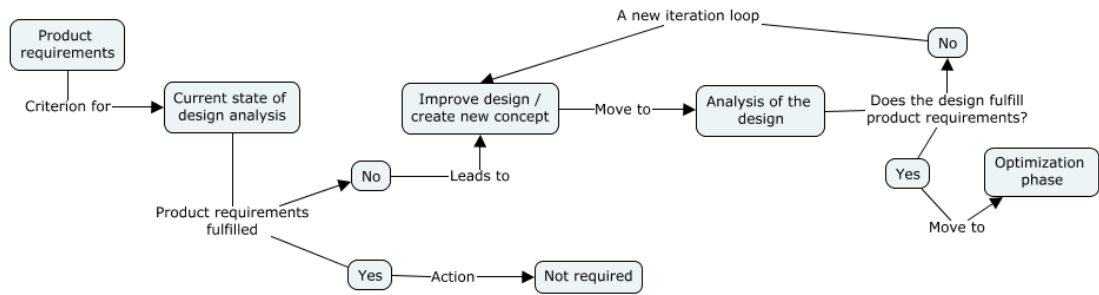 Product
requirements
Criterion for
Current state of
design analysis
Product requirements
fulfilled
No
Leads to
Yes
Action
Not required
Improve design /
create new concept
Move to
Analysis of the
design
Does the design fulfill
product requirements?
No
A new iteration loop
Yes
Move to
Optimization
phase